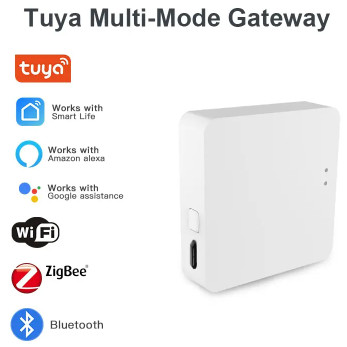 Tuya Multi-Mode Gateway
tuya
Works with
Smart Life
Works with
Amazon alexa
Works with
Google assistance
WiFi
ZigBee®
Bluetooth